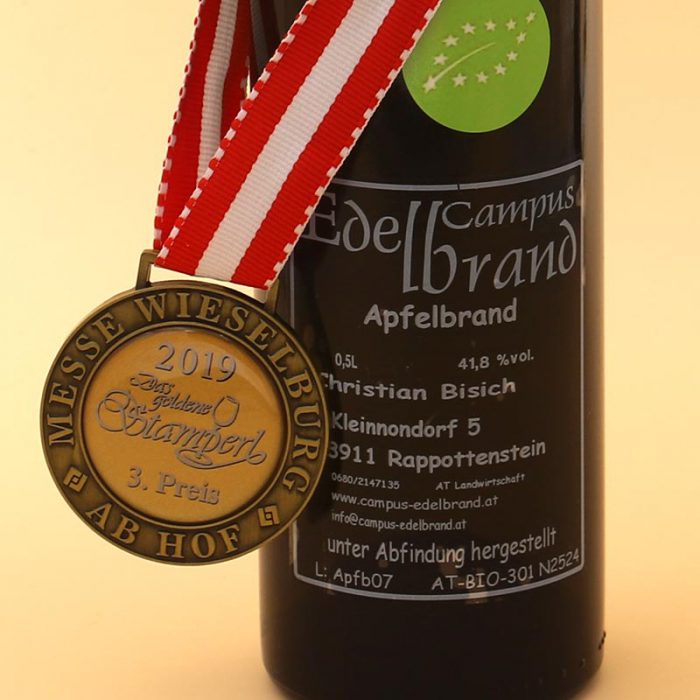 MESSE WIESELBURG
2019
Das
goldene
Stamperl
3. Preis
AB HOF
Campus
Edelbrand
Apfelbrand
0,5L 41,8 %vol.
Christian Bisich
Kleinnondorf 5
3911 Rappottenstein
0680/2147135 AT Landwirtschaft
www.campus-edelbrand.at
info@campus-edelbrand.at
unter Abfindung hergestellt
L: Apfb07 AT-BIO-301 N2524